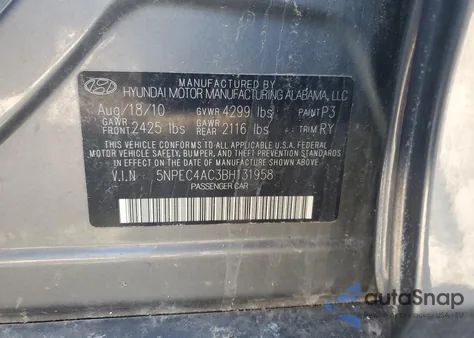 MANUFACTURED BY
HYUNDAI MOTOR MANUFACTURING ALABAMA, LLC
Aug/18/10 GVWR 4299 lbs PAINT P3
GAWR FRONT 2425 lbs GAWR REAR 2116 lbs TRIM RY
THIS VEHICLE CONFORMS TO ALL APPLICABLE U.S. FEDERAL
MOTOR VEHICLE SAFETY, BUMPER, AND THEFT PREVENTION STANDARDS
IN EFFECT ON THE DATE OF MANUFACTURE SHOWN ABOVE.
V.I.N : 5NPEC4AC3BH131958
PASSENGER CAR
autoSnap